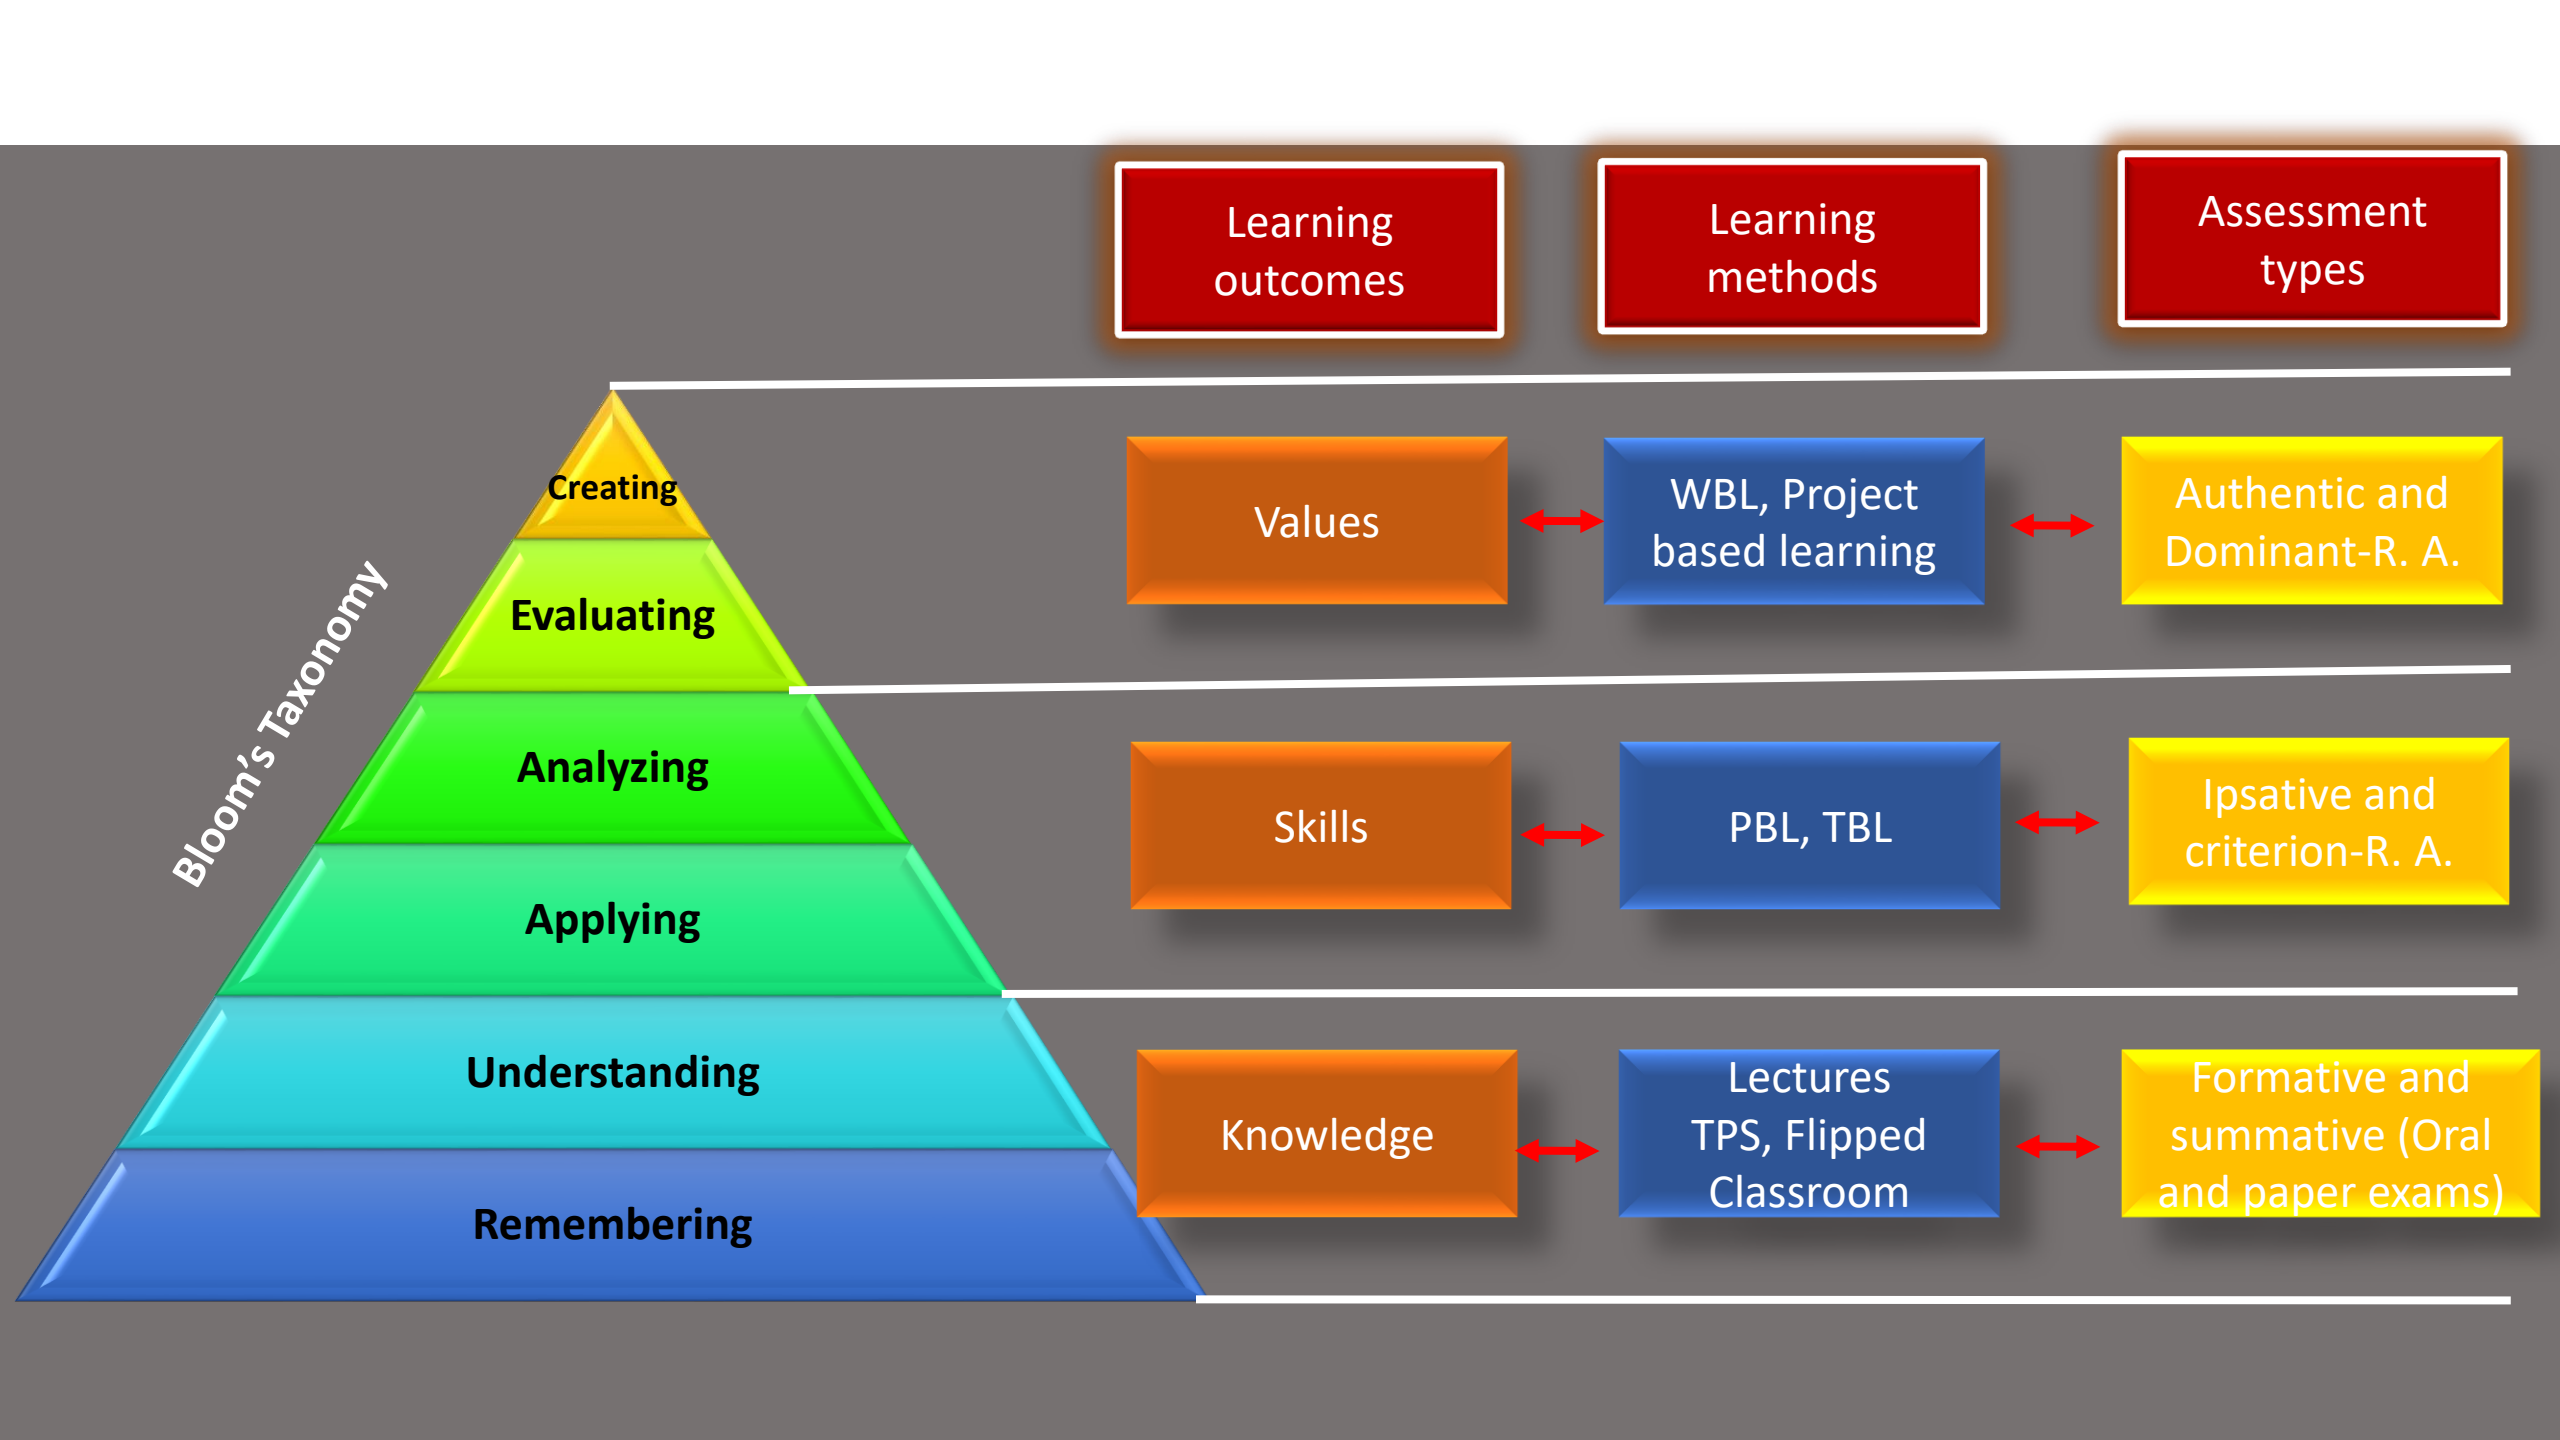 Learning
outcomes
Learning
methods
Assessment
types
Bloom’s Taxonomy
Creating
Evaluating
Analyzing
Applying
Understanding
Remembering
Values
WBL, Project
based learning
Authentic and
Dominant-R. A.
Skills
PBL, TBL
Ipsative and
criterion-R. A.
Knowledge
Lectures
TPS, Flipped
Classroom
Formative and
summative (Oral
and paper exams)